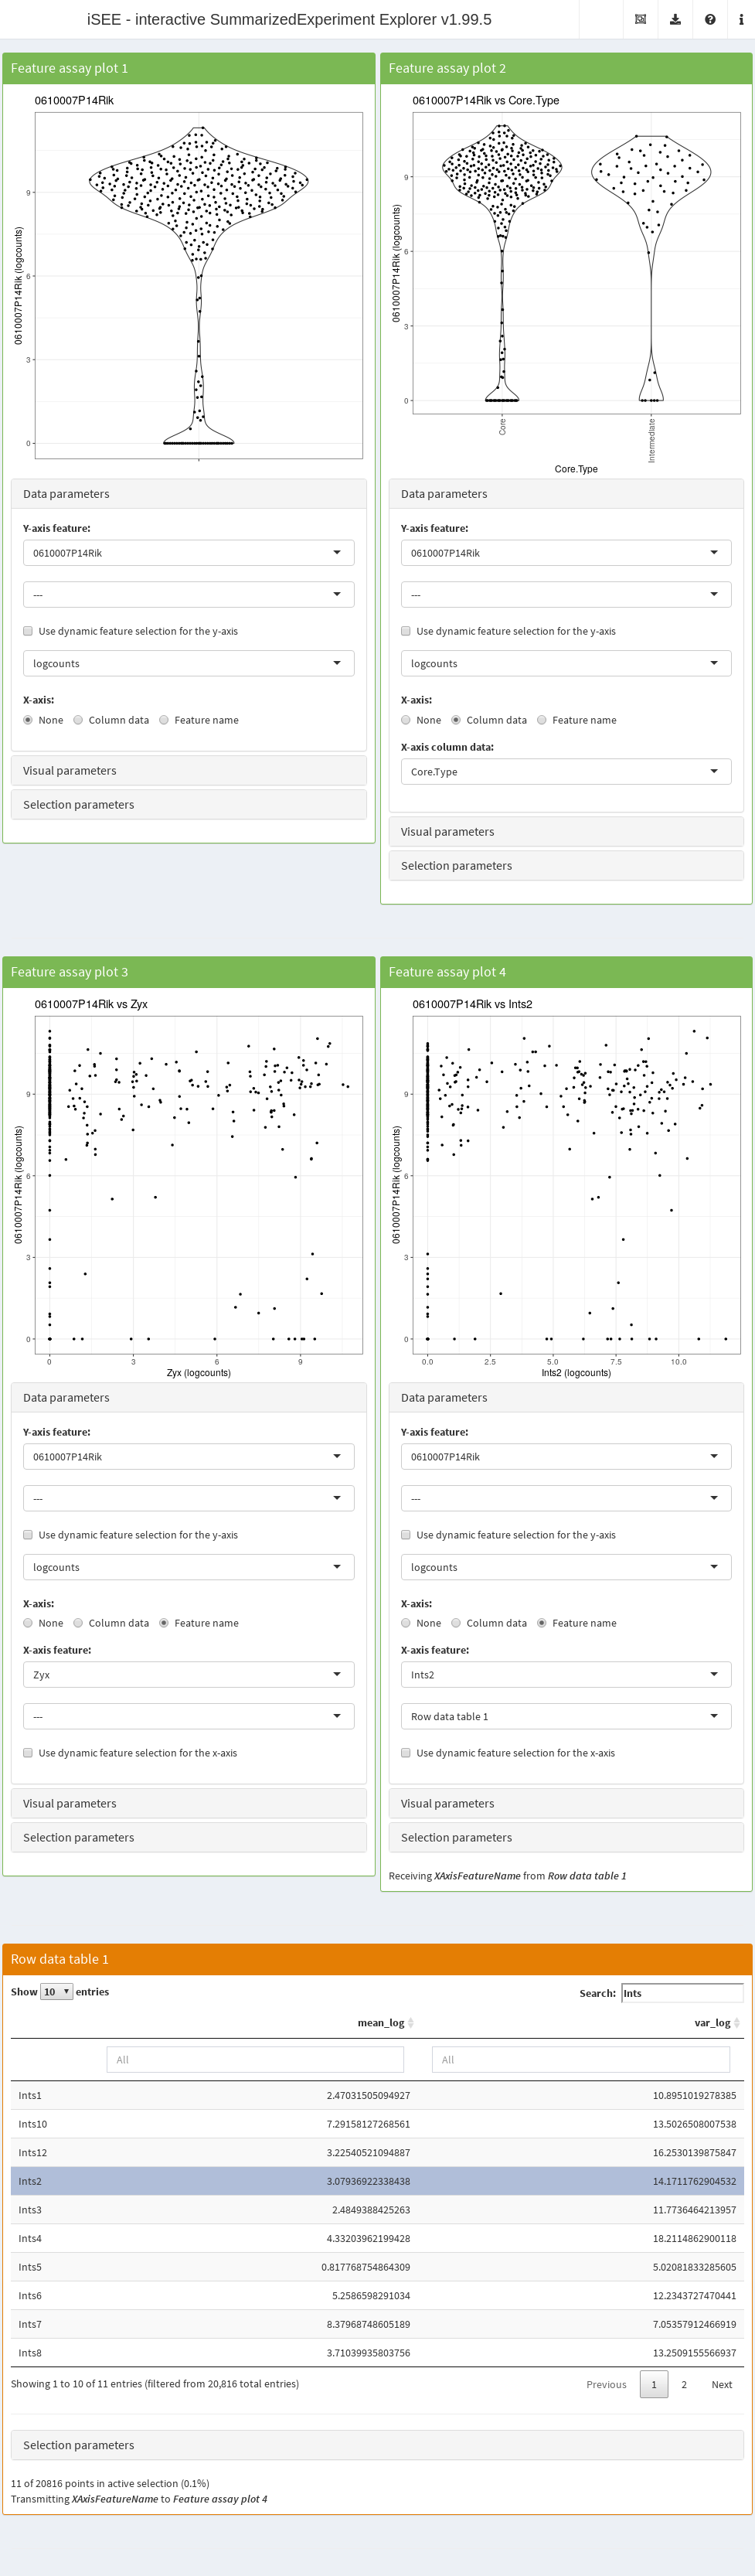 iSEE - interactive SummarizedExperiment Explorer v1.99.5
Feature assay plot 1
0610007P14Rik
0610007P14Rik (logcounts)
9
6
3
0
Data parameters
Y-axis feature:
0610007P14Rik
---
Use dynamic feature selection for the y-axis
logcounts
X-axis:
None Column data Feature name
Visual parameters
Selection parameters
Feature assay plot 2
0610007P14Rik vs Core.Type
0610007P14Rik (logcounts)
9
6
3
0
Core
Intermediate
Core.Type
Data parameters
Y-axis feature:
0610007P14Rik
---
Use dynamic feature selection for the y-axis
logcounts
X-axis:
None Column data Feature name
X-axis column data:
Core.Type
Visual parameters
Selection parameters
Feature assay plot 3
0610007P14Rik vs Zyx
0610007P14Rik (logcounts)
9
6
3
0
0 3 6 9
Zyx (logcounts)
Data parameters
Y-axis feature:
0610007P14Rik
---
Use dynamic feature selection for the y-axis
logcounts
X-axis:
None Column data Feature name
X-axis feature:
Zyx
---
Use dynamic feature selection for the x-axis
Visual parameters
Selection parameters
Feature assay plot 4
0610007P14Rik vs Ints2
0610007P14Rik (logcounts)
9
6
3
0
0.0 2.5 5.0 7.5 10.0
Ints2 (logcounts)
Data parameters
Y-axis feature:
0610007P14Rik
---
Use dynamic feature selection for the y-axis
logcounts
X-axis:
None Column data Feature name
X-axis feature:
Ints2
Row data table 1
Use dynamic feature selection for the x-axis
Visual parameters
Selection parameters
Receiving XAxisFeatureName from Row data table 1
Row data table 1
Show 10 entries Search: Ints
mean_log var_log
All All
Ints1 2.47031505094927 10.8951019278385
Ints10 7.29158127268561 13.5026508007538
Ints12 3.22540521094887 16.2530139875847
Ints2 3.07936922338438 14.1711762904532
Ints3 2.4849388425263 11.7736464213957
Ints4 4.33203962199428 18.2114862900118
Ints5 0.817768754864309 5.02081833285605
Ints6 5.2586598291034 12.2343727470441
Ints7 8.37968748605189 7.05357912466919
Ints8 3.71039935803756 13.2509155566937
Showing 1 to 10 of 11 entries (filtered from 20,816 total entries) Previous 1 2 Next
Selection parameters
11 of 20816 points in active selection (0.1%)
Transmitting XAxisFeatureName to Feature assay plot 4